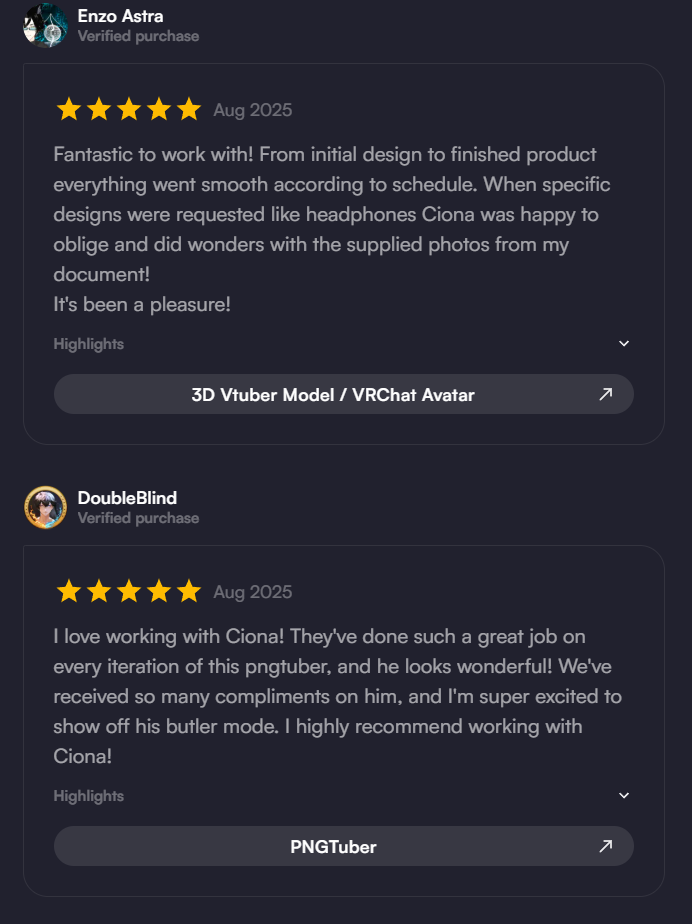 Enzo Astra
Verified purchase
Aug 2025
Fantastic to work with! From initial design to finished product
everything went smooth according to schedule. When specific
designs were requested like headphones Ciona was happy to
oblige and did wonders with the supplied photos from my
document!
It's been a pleasure!
Highlights
3D Vtuber Model / VRChat Avatar
DoubleBlind
Verified purchase
Aug 2025
I love working with Ciona! They've done such a great job on
every iteration of this pngtuber, and he looks wonderful! We've
received so many compliments on him, and I'm super excited to
show off his butler mode. I highly recommend working with
Ciona!
Highlights
PNGTuber